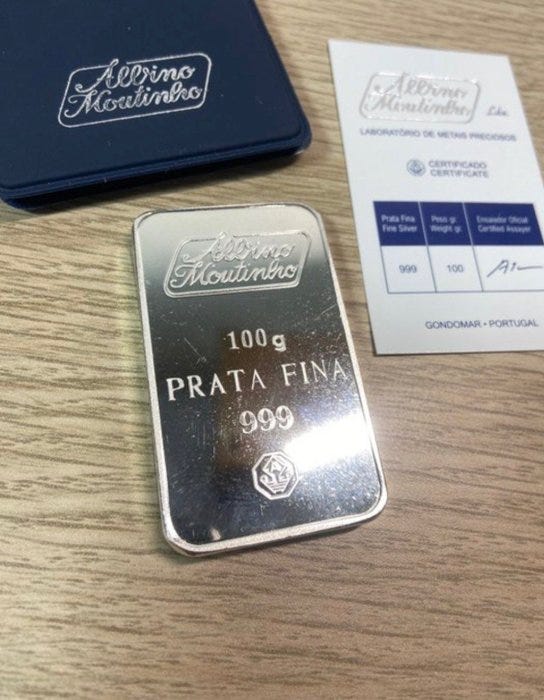 Albino
Moutinho
Albino
Moutinho Lda.
LABORATÓRIO DE METAIS PRECIOSOS
CERTIFICADO
CERTIFICATE
Prata Fina Peso gr. Ensaiador Oficial
Fine Silver Weight gr. Certified Assayer
999 100
GONDOMAR • PORTUGAL
Albino
Moutinho
100g
PRATA FINA
999